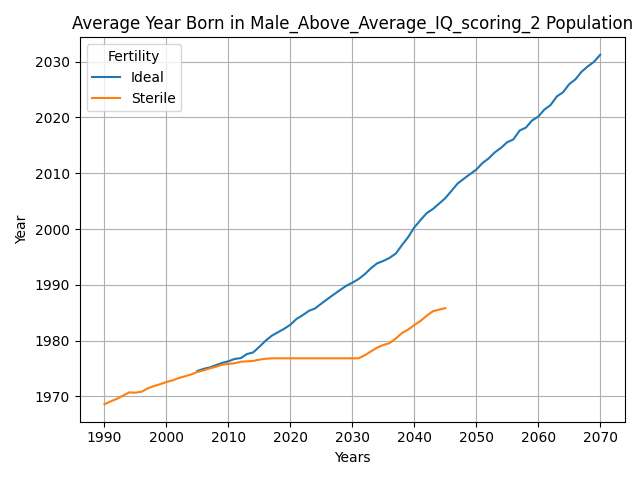 Average Year Born in Male_Above_Average_IQ_scoring_2 Population
Fertility
Ideal
Sterile
2030
2020
2010
2000
1990
1980
1970
Year
1990 2000 2010 2020 2030 2040 2050 2060 2070
Years